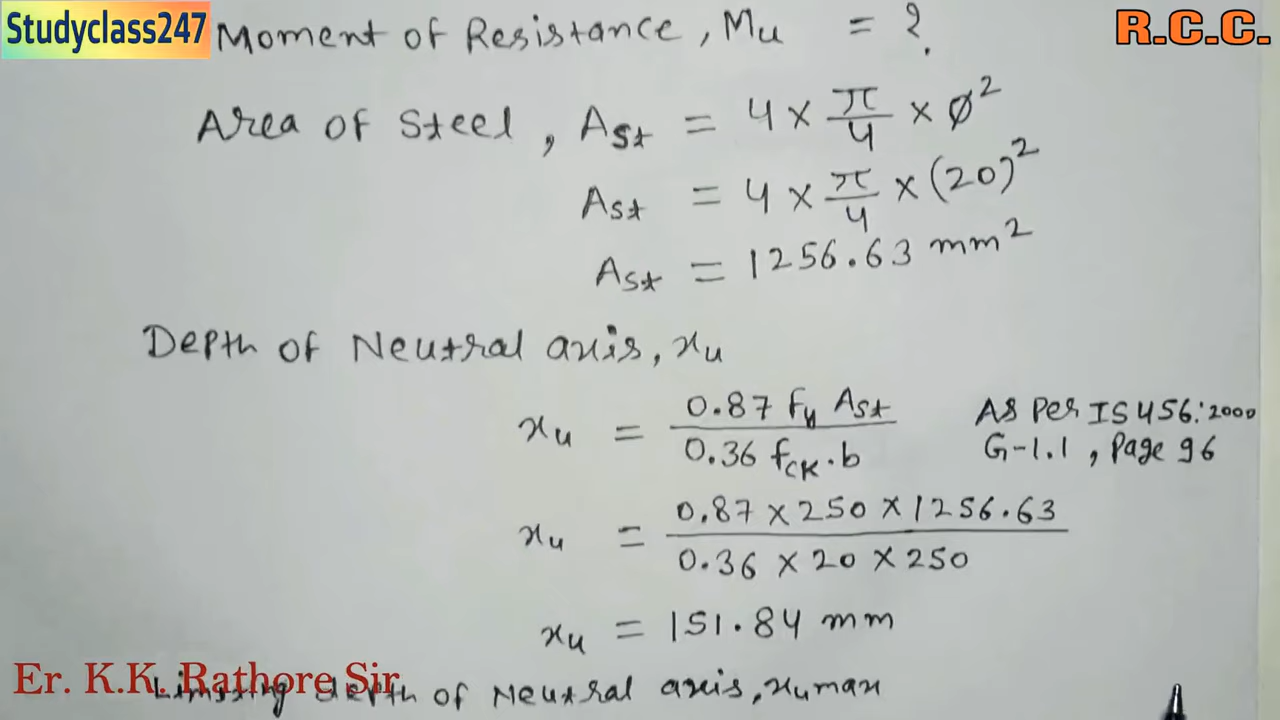 Studyclass247
R.C.C.
Moment of Resistance, Mu = ?
Area of Steel, Ast = 4 × π/4 × ø²
Ast = 4 × π/4 × (20)²
Ast = 1256.63 mm²
Depth of Neutral axis, xu
xu = 0.87 fy Ast / 0.36 fck.b
As per IS 456:2000
G-1.1, Page 96
xu = 0.87 × 250 × 1256.63 / 0.36 × 20 × 250
xu = 151.84 mm
Er. K.K. Rathore Sir
Limiting depth of Neutral axis, xumax